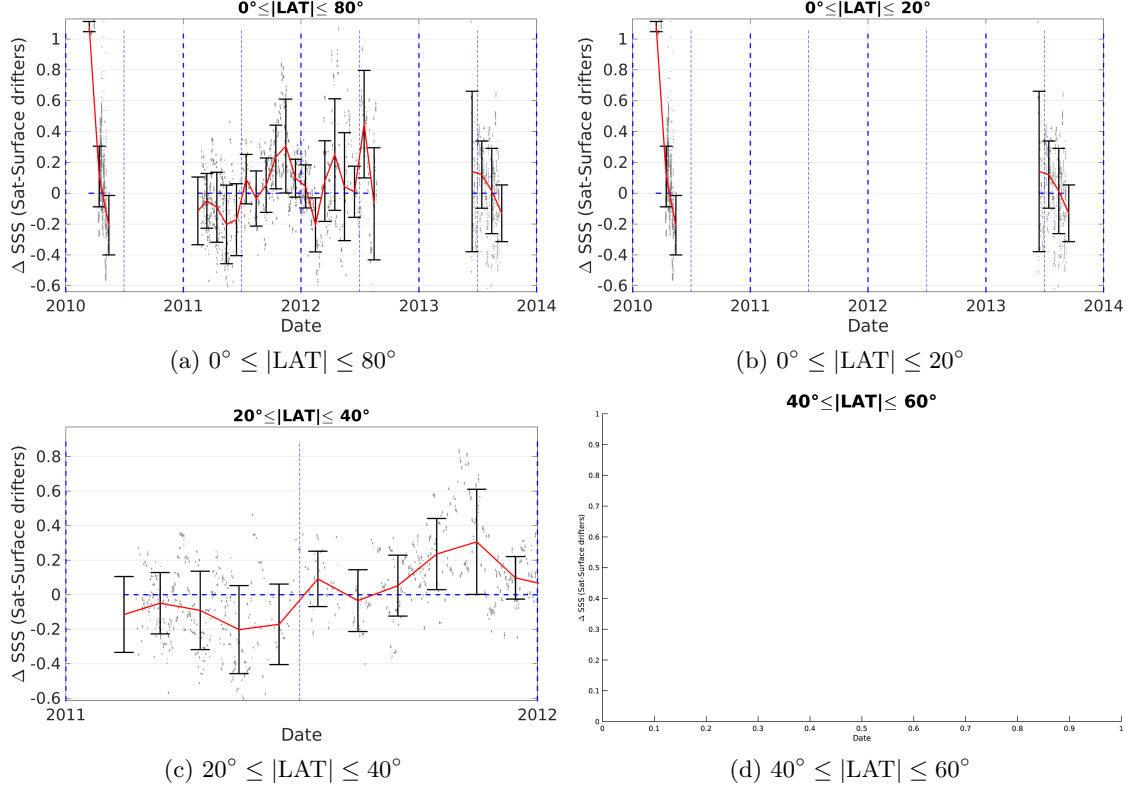 0°≤|LAT|≤ 80°
Δ SSS (Sat-Surface drifters)
1
0.8
0.6
0.4
0.2
0
-0.2
-0.4
-0.6
2010 2011 2012 2013 2014
Date
(a) 0° ≤ |LAT| ≤ 80°
0°≤|LAT|≤ 20°
Δ SSS (Sat-Surface drifters)
1
0.8
0.6
0.4
0.2
0
-0.2
-0.4
-0.6
2010 2011 2012 2013 2014
Date
(b) 0° ≤ |LAT| ≤ 20°
20°≤|LAT|≤ 40°
Δ SSS (Sat-Surface drifters)
0.8
0.6
0.4
0.2
0
-0.2
-0.4
-0.6
2011 2012
Date
(c) 20° ≤ |LAT| ≤ 40°
40°≤|LAT|≤ 60°
Δ SSS (Sat-Surface drifters)
1
0.9
0.8
0.7
0.6
0.5
0.4
0.3
0.2
0.1
0
0 0.1 0.2 0.3 0.4 0.5 0.6 0.7 0.8 0.9 1
Date
(d) 40° ≤ |LAT| ≤ 60°